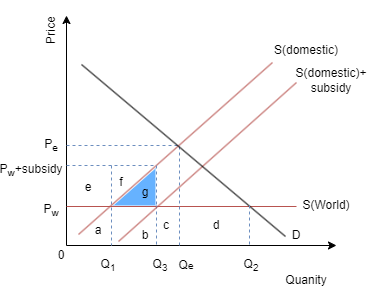 Price
S(domestic)
S(domestic)+
subsidy
Pe
Pw+subsidy
f
e
g
Pw
S(World)
a
b
c
d
D
0
Q1
Q3
Qe
Q2
Quanity